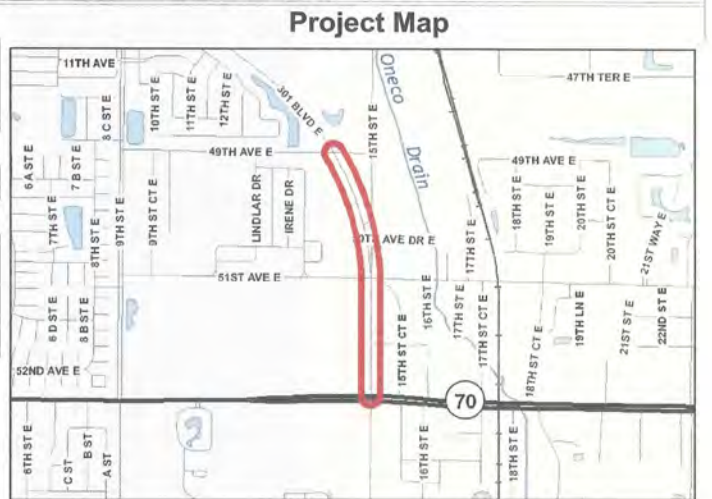 Project Map
11TH AVE
8 C ST E
10TH ST E
11TH ST E
12TH ST E
301 BLVD E
15TH ST E
Oneco
Drain
47TH TER E
6 A ST E
7 B ST E
49TH AVE E
49TH AVE E
7TH ST E
8TH ST E
9TH ST E
9TH ST CT E
LINDLAR DR
IRENE DR
AVE DR E
17TH ST E
18TH ST E
19TH ST E
20TH ST E
20TH ST CT E
21ST WAY E
51ST AVE E
6 D ST E
8 B ST E
15TH ST CT E
16TH ST E
17TH ST E
17TH ST CT E
18TH ST CT E
19TH LN E
21ST ST E
22ND ST E
52ND AVE E
70
6TH ST E
C ST
B ST
A ST
16TH ST E
18TH ST E